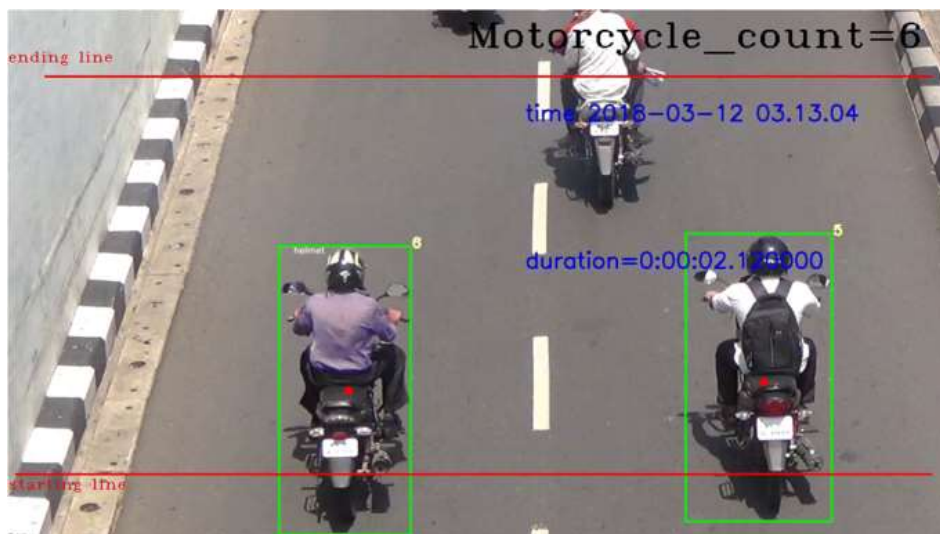 Motorcycle_count=6
ending line
time 2018-03-12 03.13.04
6
5
helmet
duration=0:00:02.120000
starting line